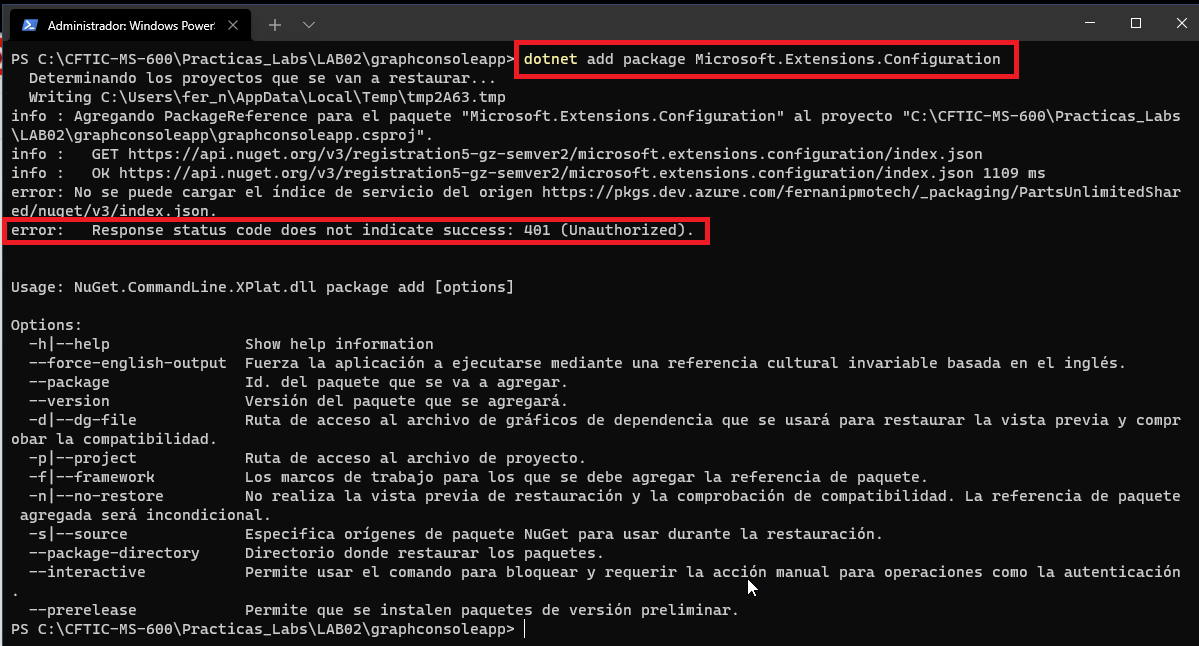 Administrador: Windows Power
PS C:\CFTIC-MS-600\Practicas_Labs\LAB02\graphconsoleapp> dotnet add package Microsoft.Extensions.Configuration
  Determinando los proyectos que se van a restaurar...
  Writing C:\Users\fer_n\AppData\Local\Temp\tmp2A63.tmp
info : Agregando PackageReference para el paquete "Microsoft.Extensions.Configuration" al proyecto "C:\CFTIC-MS-600\Practicas_Labs
\LAB02\graphconsoleapp\graphconsoleapp.csproj".
info :   GET https://api.nuget.org/v3/registration5-gz-semver2/microsoft.extensions.configuration/index.json
info :   OK https://api.nuget.org/v3/registration5-gz-semver2/microsoft.extensions.configuration/index.json 1109 ms
error: No se puede cargar el índice de servicio del origen https://pkgs.dev.azure.com/fernanipmotech/_packaging/PartsUnlimitedShar
ed/nuget/v3/index.json.
error:   Response status code does not indicate success: 401 (Unauthorized).
Usage: NuGet.CommandLine.XPlat.dll package add [options]
Options:
  -h|--help               Show help information
  --force-english-output  Fuerza la aplicación a ejecutarse mediante una referencia cultural invariable basada en el inglés.
  --package               Id. del paquete que se va a agregar.
  --version               Versión del paquete que se agregará.
  -d|--dg-file            Ruta de acceso al archivo de gráficos de dependencia que se usará para restaurar la vista previa y compr
obar la compatibilidad.
  -p|--project            Ruta de acceso al archivo de proyecto.
  -f|--framework          Los marcos de trabajo para los que se debe agregar la referencia de paquete.
  -n|--no-restore         No realiza la vista previa de restauración y la comprobación de compatibilidad. La referencia de paquete
 agregada será incondicional.
  -s|--source             Especifica orígenes de paquete NuGet para usar durante la restauración.
  --package-directory     Directorio donde restaurar los paquetes.
  --interactive           Permite usar el comando para bloquear y requerir la acción manual para operaciones como la autenticación
.
  --prerelease            Permite que se instalen paquetes de versión preliminar.
PS C:\CFTIC-MS-600\Practicas_Labs\LAB02\graphconsoleapp>